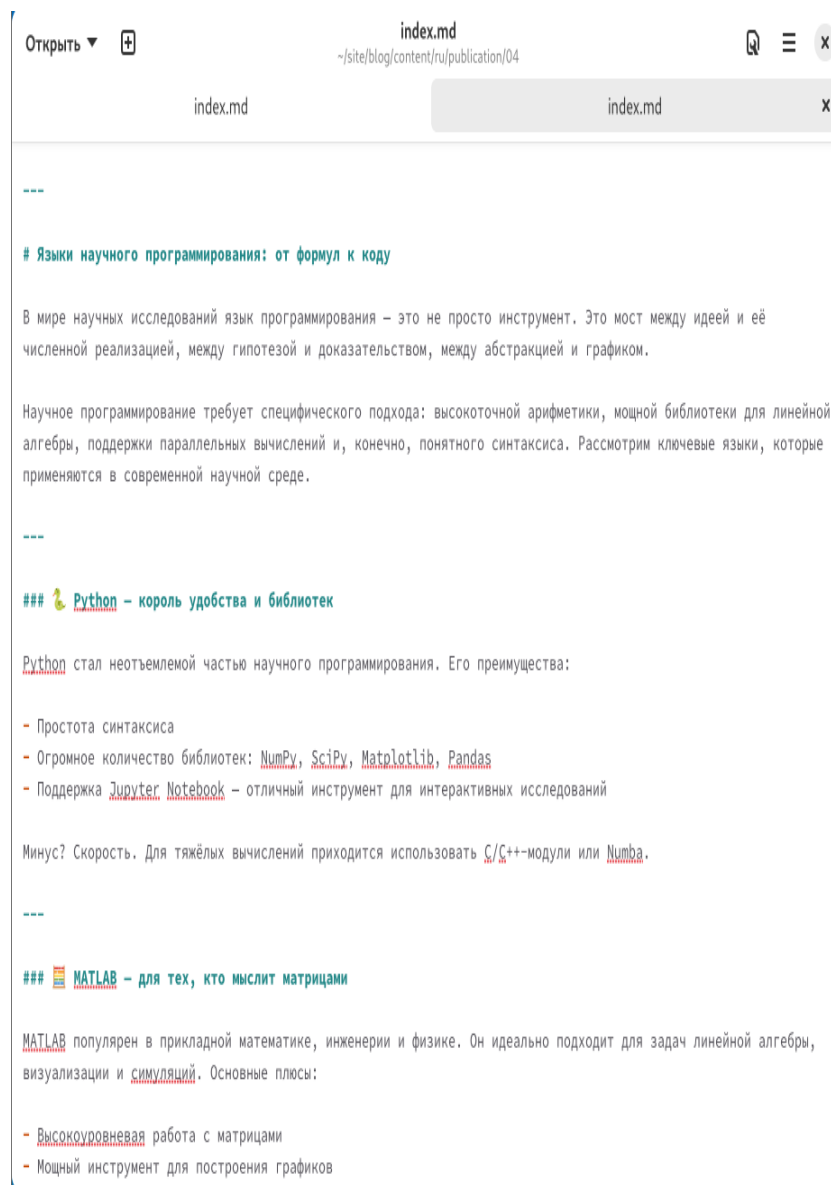 Открыть
index.md
~/site/blog/content/ru/publication/04
index.md
index.md
---
# Языки научного программирования: от формул к коду
В мире научных исследований язык программирования — это не просто инструмент. Это мост между идеей и её
численной реализацией, между гипотезой и доказательством, между абстракцией и графиком.
Научное программирование требует специфического подхода: высокоточной арифметики, мощной библиотеки для линейной
алгебры, поддержки параллельных вычислений и, конечно, понятного синтаксиса. Рассмотрим ключевые языки, которые
применяются в современной научной среде.
---
### 🐍 Python — король удобства и библиотек
Python стал неотъемлемой частью научного программирования. Его преимущества:
- Простота синтаксиса
- Огромное количество библиотек: NumPy, SciPy, Matplotlib, Pandas
- Поддержка Jupyter Notebook — отличный инструмент для интерактивных исследований
Минус? Скорость. Для тяжёлых вычислений приходится использовать C/C++-модули или Numba.
---
### 🧮 MATLAB — для тех, кто мыслит матрицами
MATLAB популярен в прикладной математике, инженерии и физике. Он идеально подходит для задач линейной алгебры,
визуализации и симуляций. Основные плюсы:
- Высокоуровневая работа с матрицами
- Мощный инструмент для построения графиков